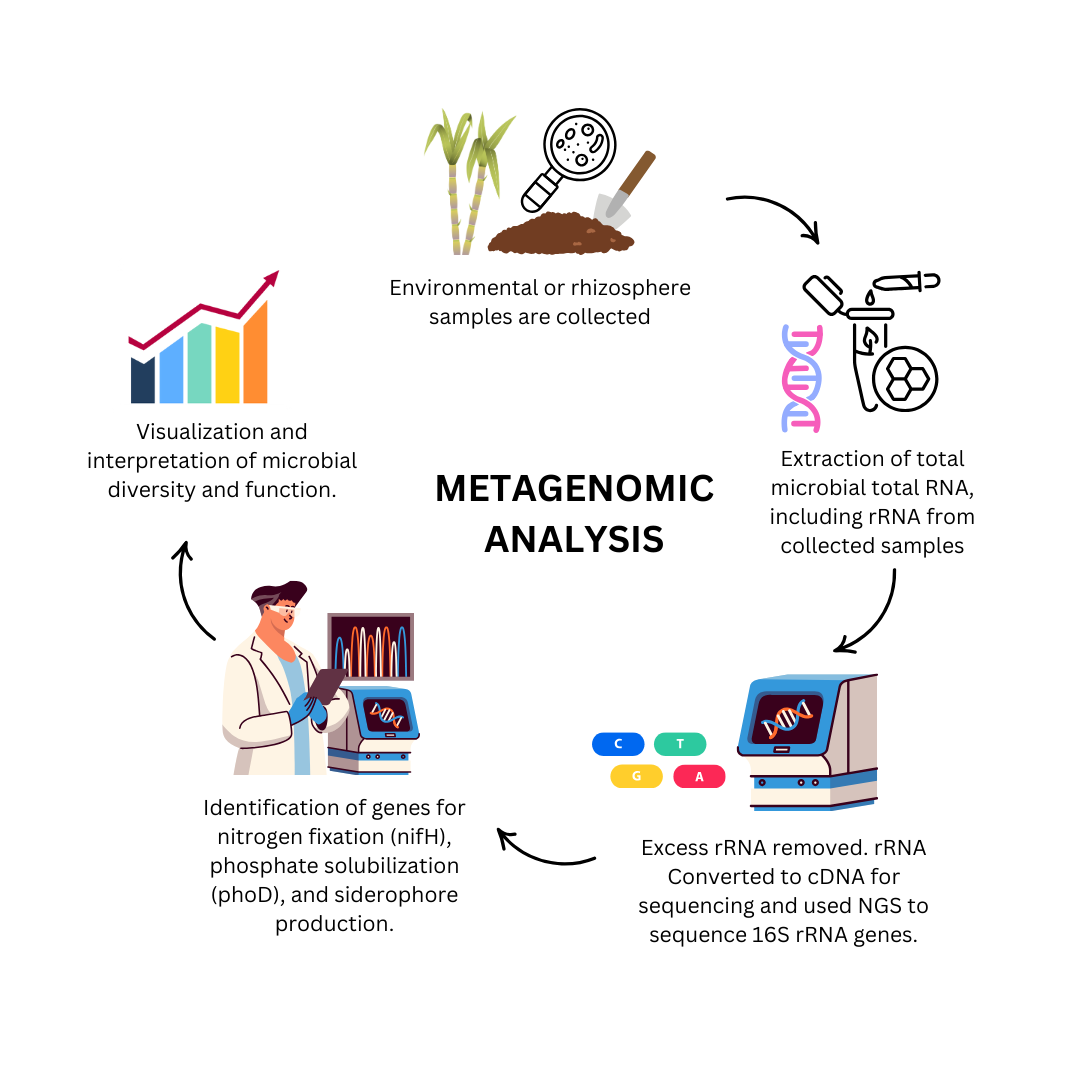 Environmental or rhizosphere
samples are collected
Extraction of total
microbial total RNA,
including rRNA from
collected samples
C
T
G
A
Excess rRNA removed. rRNA
Converted to cDNA for
sequencing and used NGS to
sequence 16S rRNA genes.
Identification of genes for
nitrogen fixation (nifH),
phosphate solubilization
(phoD), and siderophore
production.
Visualization and
interpretation of microbial
diversity and function.
METAGENOMIC
ANALYSIS